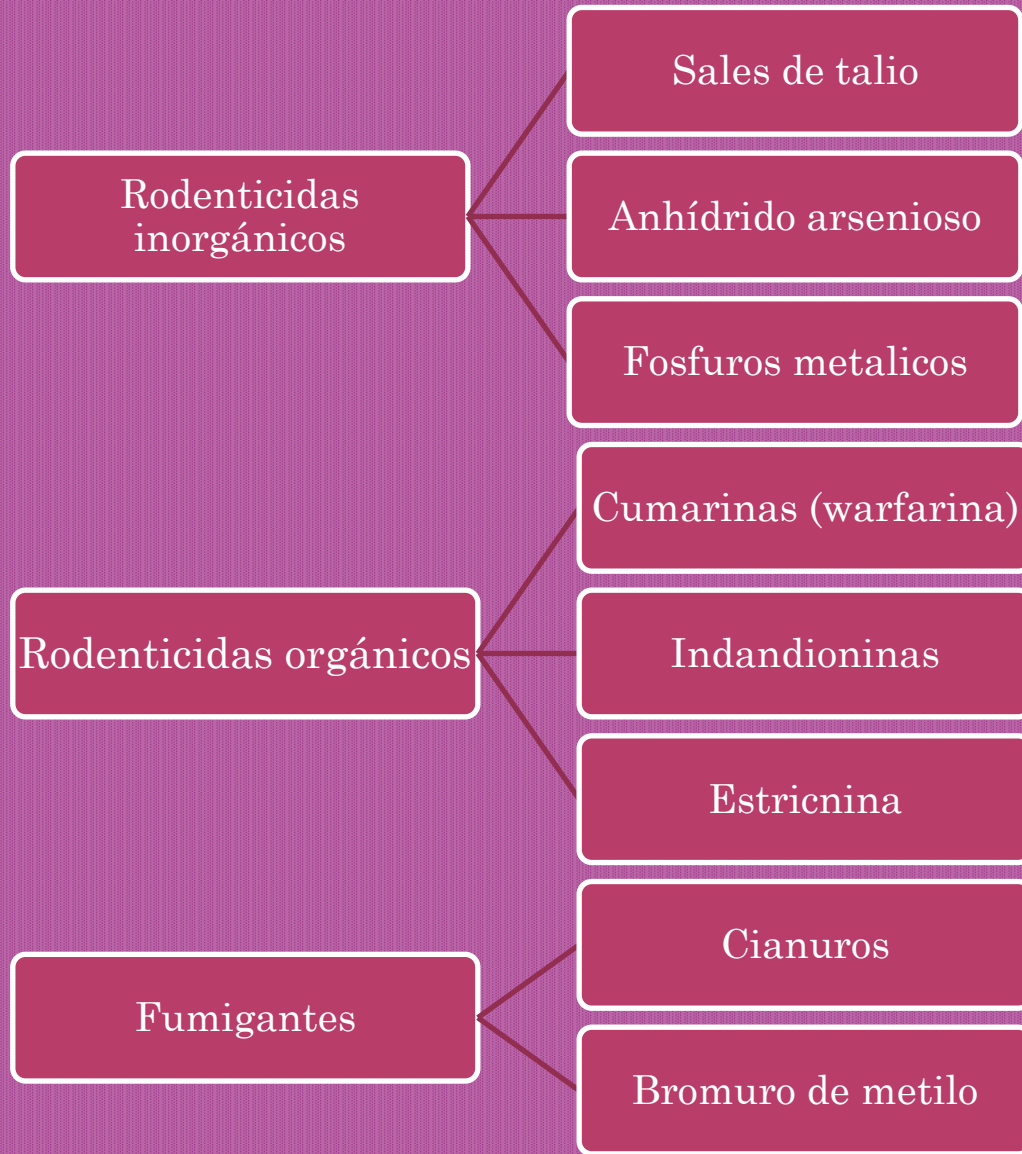 Rodenticidas
inorgánicos
Sales de talio
Anhídrido arsenioso
Fosfuros metalicos
Rodenticidas orgánicos
Cumarinas (warfarina)
Indandioninas
Estricnina
Fumigantes
Cianuros
Bromuro de metilo